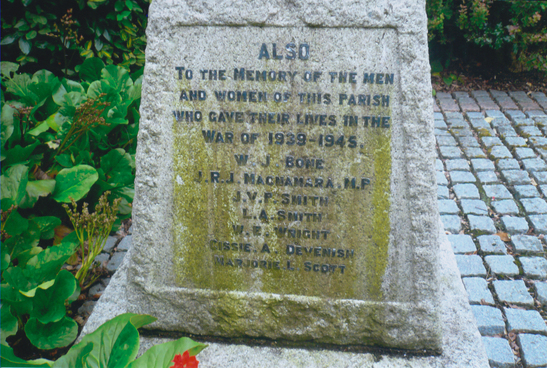 ALSO
TO THE MEMORY OF THE MEN
AND WOMEN OF THIS PARISH
WHO GAVE THEIR LIVES IN THE
WAR OF 1939-1945.
W. J. BONE
J.R.J. MACNAMARA, M.P
J.V.F. SMITH
L.A. SMITH
W. E. WRIGHT
CISSIE. A. DEVENISH
MARJORIE. E. SCOTT